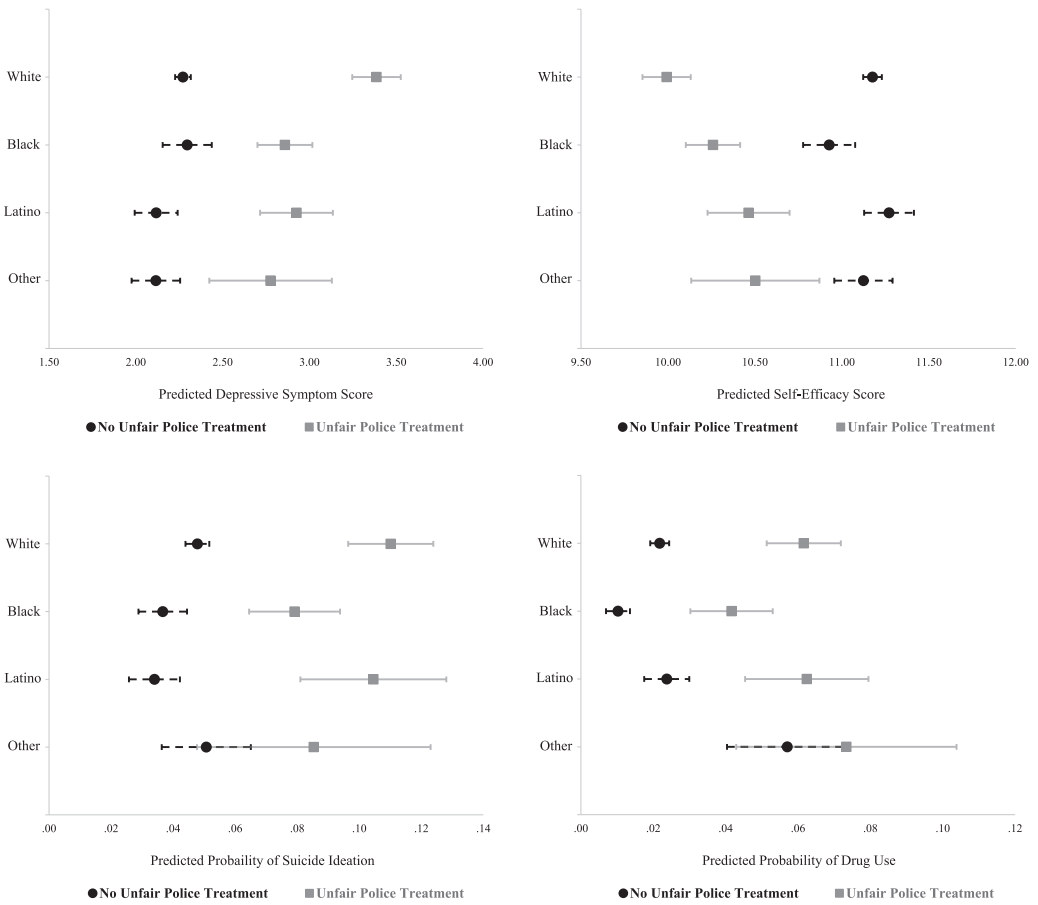 White
Black
Latino
Other
1.50 2.00 2.50 3.00 3.50 4.00
Predicted Depressive Symptom Score
No Unfair Police Treatment Unfair Police Treatment
White
Black
Latino
Other
9.50 10.00 10.50 11.00 11.50 12.00
Predicted Self-Efficacy Score
No Unfair Police Treatment Unfair Police Treatment
White
Black
Latino
Other
.00 .02 .04 .06 .08 .10 .12 .14
Predicted Probaility of Suicide Ideation
No Unfair Police Treatment Unfair Police Treatment
White
Black
Latino
Other
.00 .02 .04 .06 .08 .10 .12
Predicted Probability of Drug Use
No Unfair Police Treatment Unfair Police Treatment